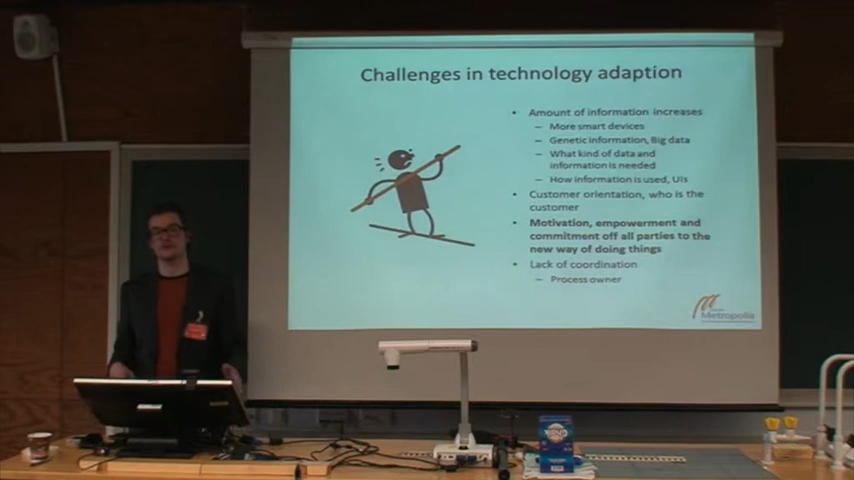 Challenges in technology adaption
• Amount of information increases
– More smart devices
– Genetic information, Big data
– What kind of data and
information is needed
– How information is used, UIs
• Customer orientation, who is the
customer
• Motivation, empowerment and
commitment off all parties to the
new way of doing things
• Lack of coordination
– Process owner
Metropolia